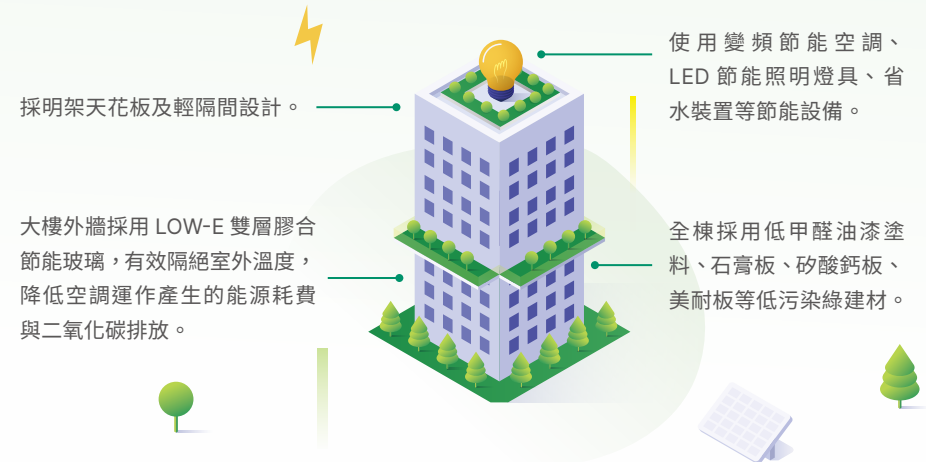 採明架天花板及輕隔間設計。
大樓外牆採用 LOW-E 雙層膠合
節能玻璃，有效隔絕室外溫度，
降低空調運作產生的能源耗費
與二氧化碳排放。
使用變頻節能空調、
LED 節能照明燈具、省
水裝置等節能設備。
全棟採用低甲醛油漆塗
料、石膏板、矽酸鈣板、
美耐板等低污染綠建材。